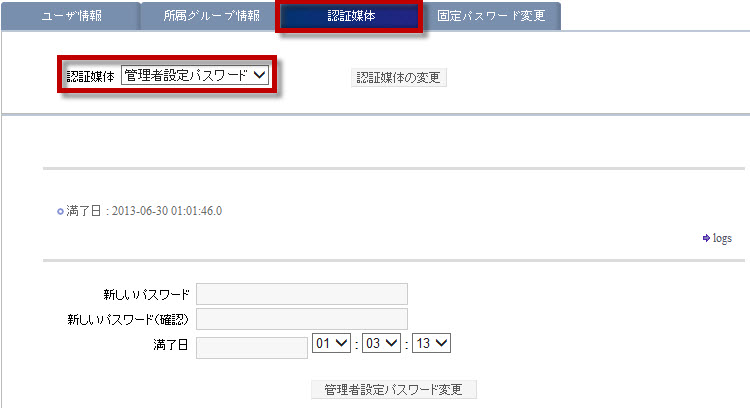 ユーザ情報 所属グループ情報 認証媒体 固定パスワード変更
認証媒体 管理者設定パスワード 認証媒体の変更
満了日 : 2013-06-30 01:01:46.0
logs
新しいパスワード
新しいパスワード(確認)
満了日 01 : 03 : 13
管理者設定パスワード変更